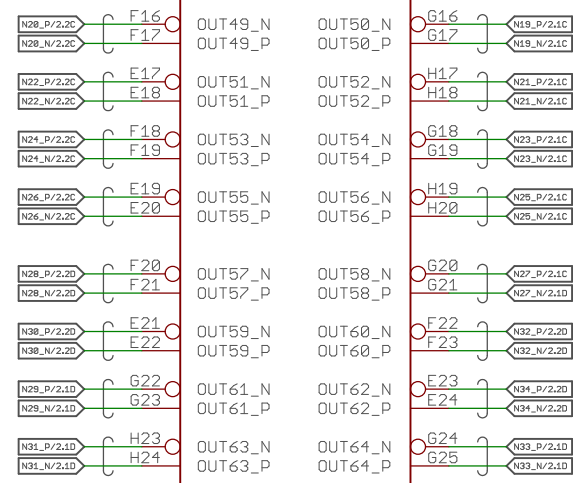 N20_P/2.2C F16 OUT49_N OUT50_N G16 N19_P/2.1C
N20_N/2.2C F17 OUT49_P OUT50_P G17 N19_N/2.1C
N22_P/2.2C E17 OUT51_N OUT52_N H17 N21_P/2.1C
N22_N/2.2C E18 OUT51_P OUT52_P H18 N21_N/2.1C
N24_P/2.2C F18 OUT53_N OUT54_N G18 N23_P/2.1C
N24_N/2.2C F19 OUT53_P OUT54_P G19 N23_N/2.1C
N26_P/2.2C E19 OUT55_N OUT56_N H19 N25_P/2.1C
N26_N/2.2C E20 OUT55_P OUT56_P H20 N25_N/2.1C
N28_P/2.2D F20 OUT57_N OUT58_N G20 N27_P/2.1C
N28_N/2.2D F21 OUT57_P OUT58_P G21 N27_N/2.1D
N30_P/2.2D E21 OUT59_N OUT60_N F22 N32_P/2.2D
N30_N/2.2D E22 OUT59_P OUT60_P F23 N32_N/2.2D
N29_P/2.1D G22 OUT61_N OUT62_N E23 N34_P/2.2D
N29_N/2.1D G23 OUT61_P OUT62_P E24 N34_N/2.2D
N31_P/2.1D H23 OUT63_N OUT64_N G24 N33_P/2.1D
N31_N/2.1D H24 OUT63_P OUT64_P G25 N33_N/2.1D